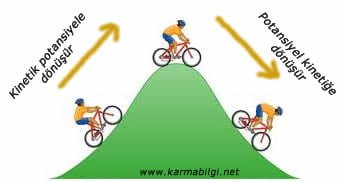 Kinetik potansiyele
dönüşür
Potansiyel kinetiğe
dönüşür
www.karmabilgi.net